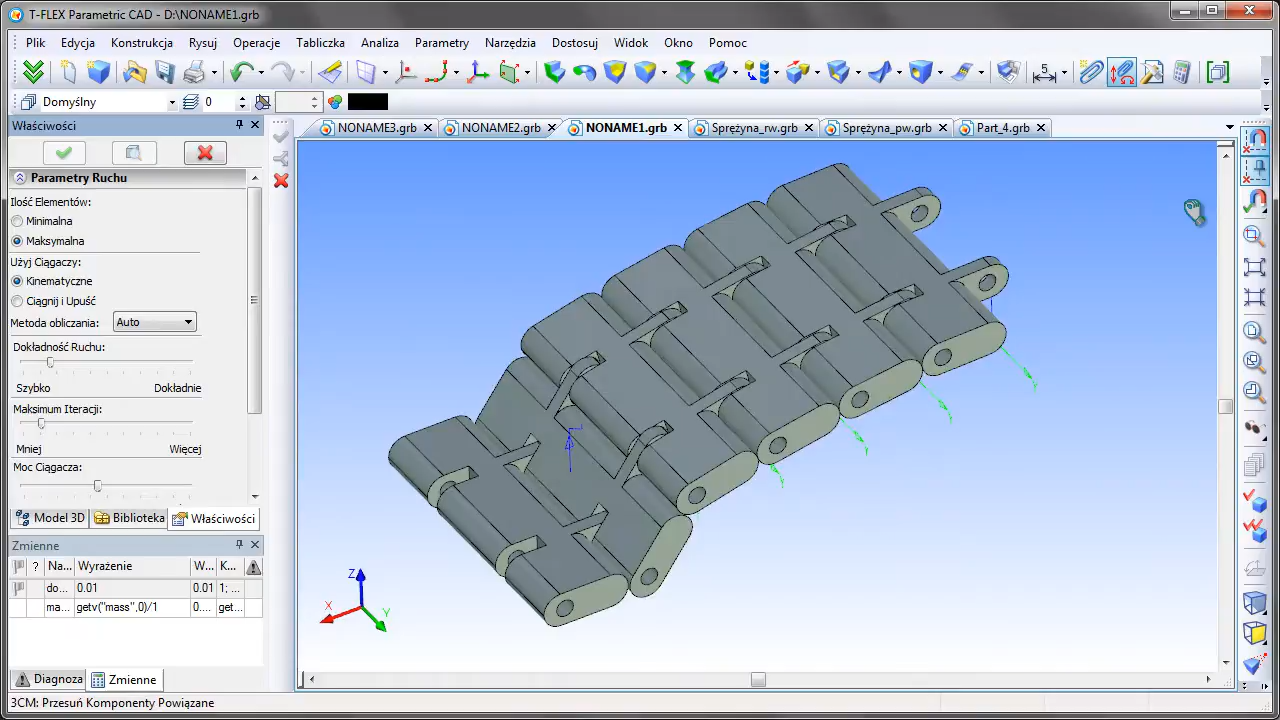 T-FLEX Parametric CAD - D:\NONAME1.grb
Plik Edycja Konstrukcja Rysuj Operacje Tabliczka Analiza Parametry Narzędzia Dostosuj Widok Okno Pomoc
5
Domyślny 0
Właściwości
NONAME3.grb NONAME2.grb NONAME1.grb Sprężyna_rw.grb Sprężyna_pw.grb Part_4.grb
Parametry Ruchu
Ilość Elementów:
Minimalna
Maksymalna
Użyj Ciągaczy:
Kinematyczne
Ciągnij i Upuść
Metoda obliczania: Auto
Dokładność Ruchu:
Szybko Dokładnie
Maksimum Iteracji:
Mniej Więcej
Moc Ciągacza:
Model 3D Biblioteka Właściwości
Zmienne
? Na... Wyrażenie W... K...
do... 0.01 0.01 1; ...
ma... getv("mass",0)/1 0.... get...
Z
X
Y
Diagnoza Zmienne
3CM: Przesuń Komponenty Powiązane